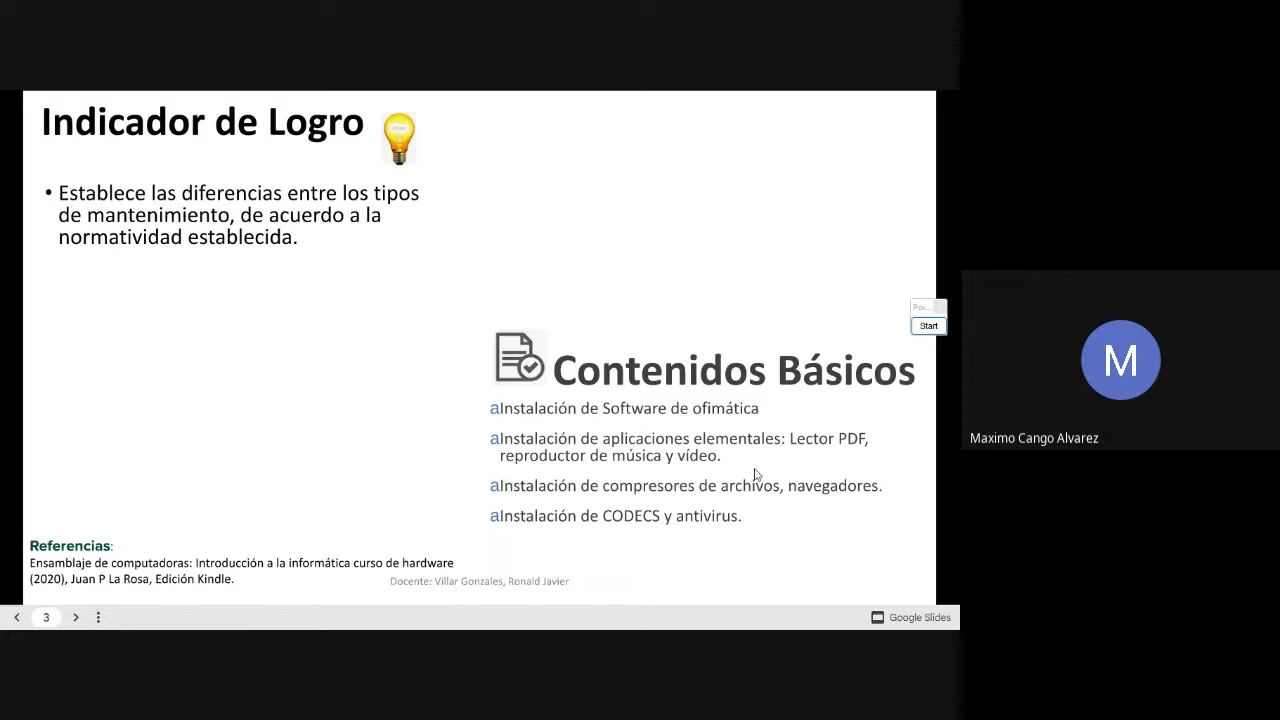 Indicador de Logro
• Establece las diferencias entre los tipos
de mantenimiento, de acuerdo a la
normatividad establecida.
Poi...
Start
Contenidos Básicos
aInstalación de Software de ofimática
aInstalación de aplicaciones elementales: Lector PDF,
reproductor de música y vídeo.
aInstalación de compresores de archivos, navegadores.
aInstalación de CODECS y antivirus.
Referencias:
Ensamblaje de computadoras: Introducción a la informática curso de hardware
(2020), Juan P La Rosa, Edición Kindle.
Docente: Villar Gonzales, Ronald Javier
3
Google Slides
M
Maximo Cango Alvarez